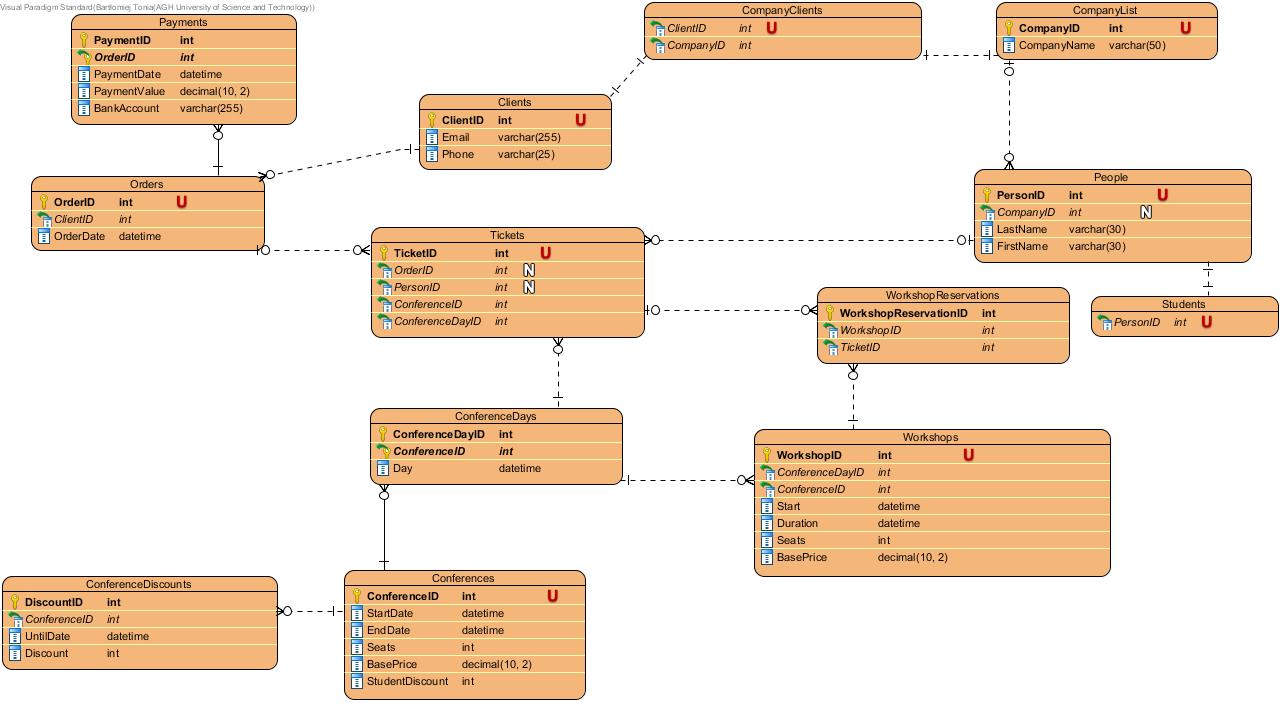 Visual Paradigm Standard(Bartłomiej Tonia(AGH University of Science and Technology))
Payments
PaymentID int
OrderID int
PaymentDate datetime
PaymentValue decimal(10, 2)
BankAccount varchar(255)
CompanyClients
ClientID int U
CompanyID int
CompanyList
CompanyID int U
CompanyName varchar(50)
Clients
ClientID int U
Email varchar(255)
Phone varchar(25)
Orders
OrderID int U
ClientID int
OrderDate datetime
People
PersonID int U
CompanyID int N
LastName varchar(30)
FirstName varchar(30)
Tickets
TicketID int U
OrderID int N
PersonID int N
ConferenceID int
ConferenceDayID int
WorkshopReservations
WorkshopReservationID int
WorkshopID int
TicketID int
Students
PersonID int U
ConferenceDays
ConferenceDayID int
ConferenceID int
Day datetime
Workshops
WorkshopID int U
ConferenceDayID int
ConferenceID int
Start datetime
Duration datetime
Seats int
BasePrice decimal(10, 2)
ConferenceDiscounts
DiscountID int
ConferenceID int
UntilDate datetime
Discount int
Conferences
ConferenceID int U
StartDate datetime
EndDate datetime
Seats int
BasePrice decimal(10, 2)
StudentDiscount int